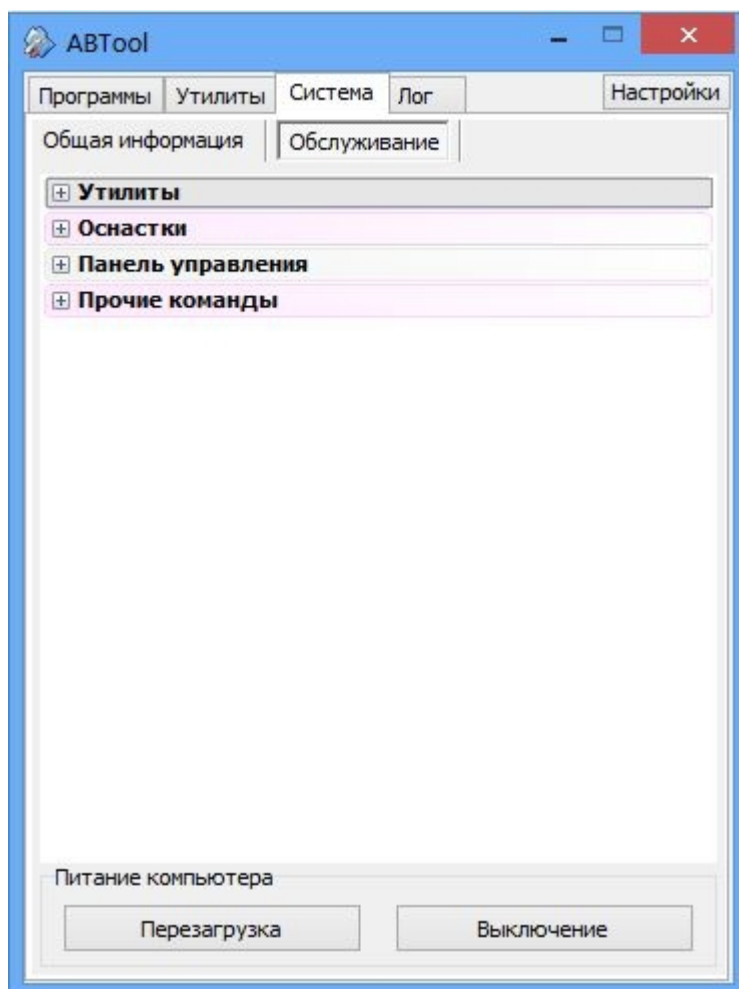 ABTool
Программы Утилиты Система Лог Настройки
Общая информация Обслуживание
Утилиты
Оснастки
Панель управления
Прочие команды
Питание компьютера
Перезагрузка Выключение